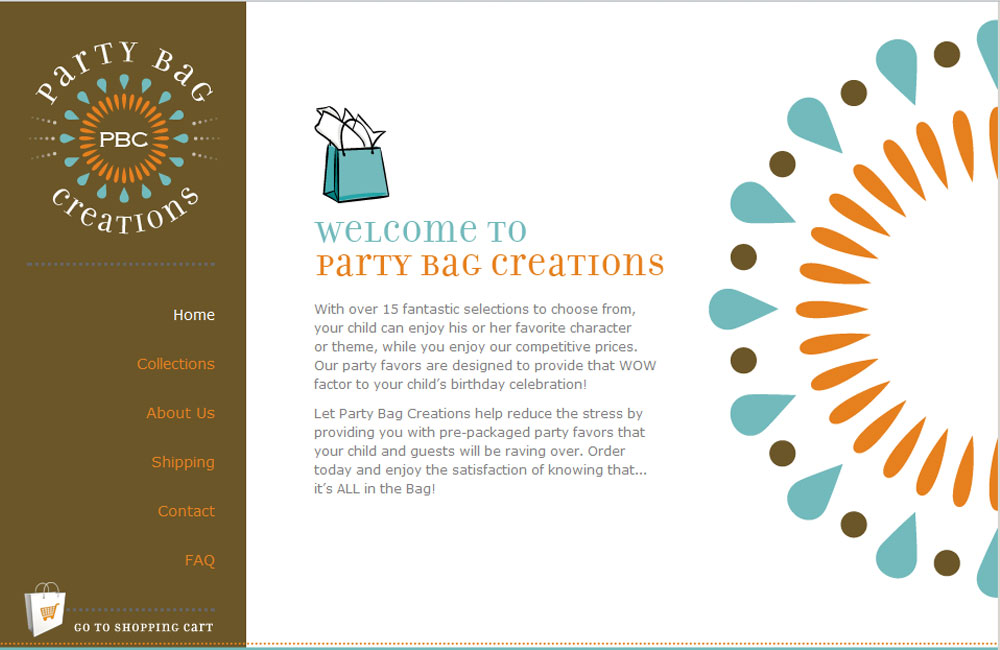 Party Bag
PBC
creations
Home
Collections
About Us
Shipping
Contact
FAQ
GO TO SHOPPING CART
WELCOME TO
PARTY BAG CREATIONS
With over 15 fantastic selections to choose from,
your child can enjoy his or her favorite character
or theme, while you enjoy our competitive prices.
Our party favors are designed to provide that WOW
factor to your child’s birthday celebration!
Let Party Bag Creations help reduce the stress by
providing you with pre-packaged party favors that
your child and guests will be raving over. Order
today and enjoy the satisfaction of knowing that...
it’s ALL in the Bag!